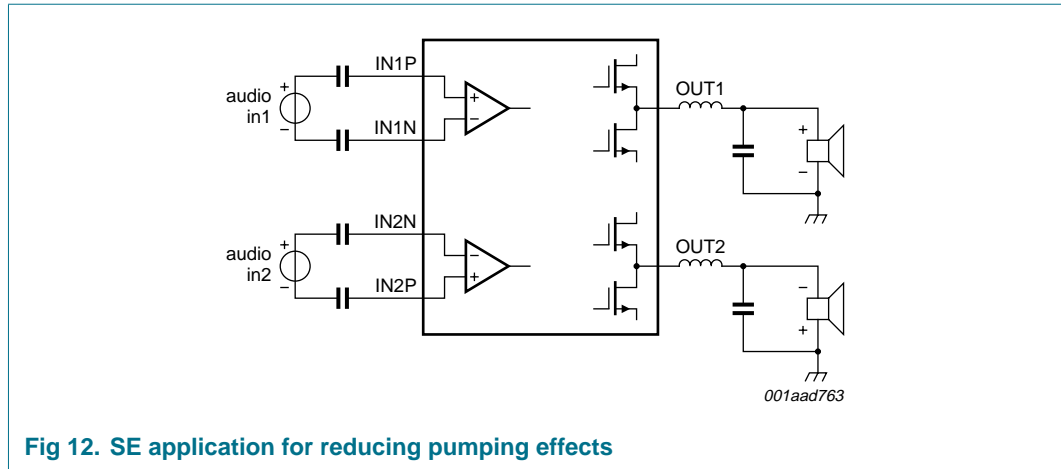 audio
in1
+
−
IN1P
IN1N
+
−
OUT1
+
−
audio
in2
+
−
IN2N
IN2P
−
+
OUT2
−
+
001aad763
Fig 12. SE application for reducing pumping effects